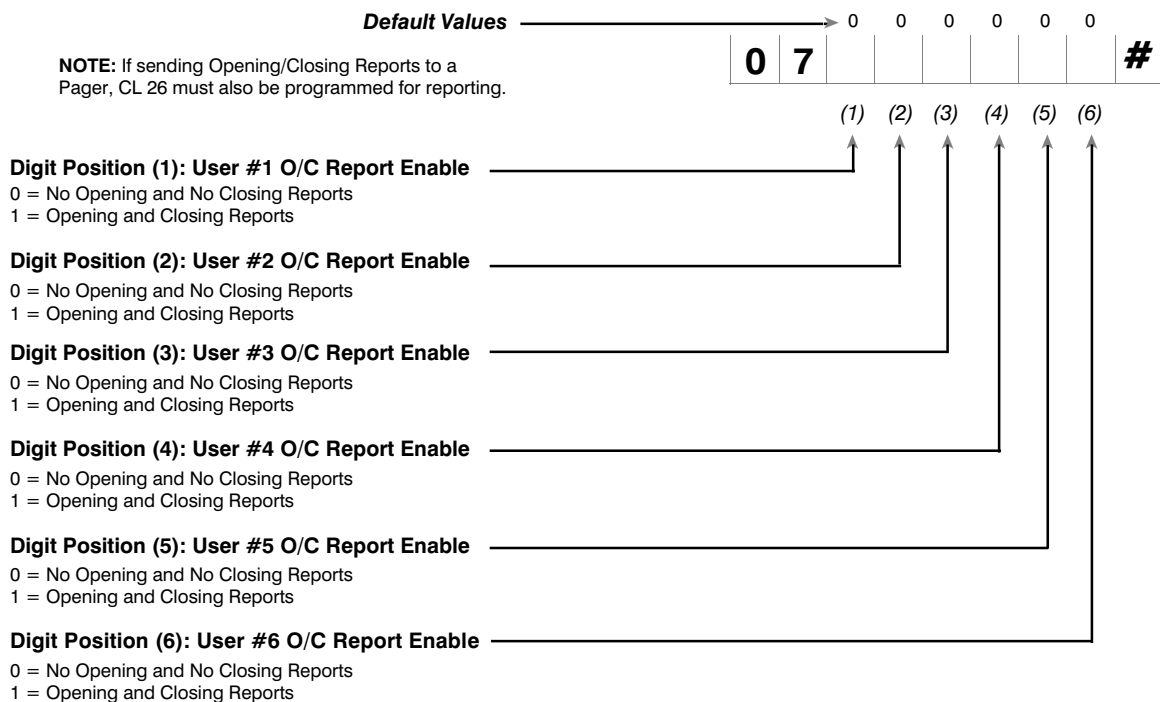 Default Values 0 0 0 0 0 0
NOTE: If sending Opening/Closing Reports to a
Pager, CL 26 must also be programmed for reporting.
0 7 #
(1) (2) (3) (4) (5) (6)
Digit Position (1): User #1 O/C Report Enable
0 = No Opening and No Closing Reports
1 = Opening and Closing Reports
Digit Position (2): User #2 O/C Report Enable
0 = No Opening and No Closing Reports
1 = Opening and Closing Reports
Digit Position (3): User #3 O/C Report Enable
0 = No Opening and No Closing Reports
1 = Opening and Closing Reports
Digit Position (4): User #4 O/C Report Enable
0 = No Opening and No Closing Reports
1 = Opening and Closing Reports
Digit Position (5): User #5 O/C Report Enable
0 = No Opening and No Closing Reports
1 = Opening and Closing Reports
Digit Position (6): User #6 O/C Report Enable
0 = No Opening and No Closing Reports
1 = Opening and Closing Reports